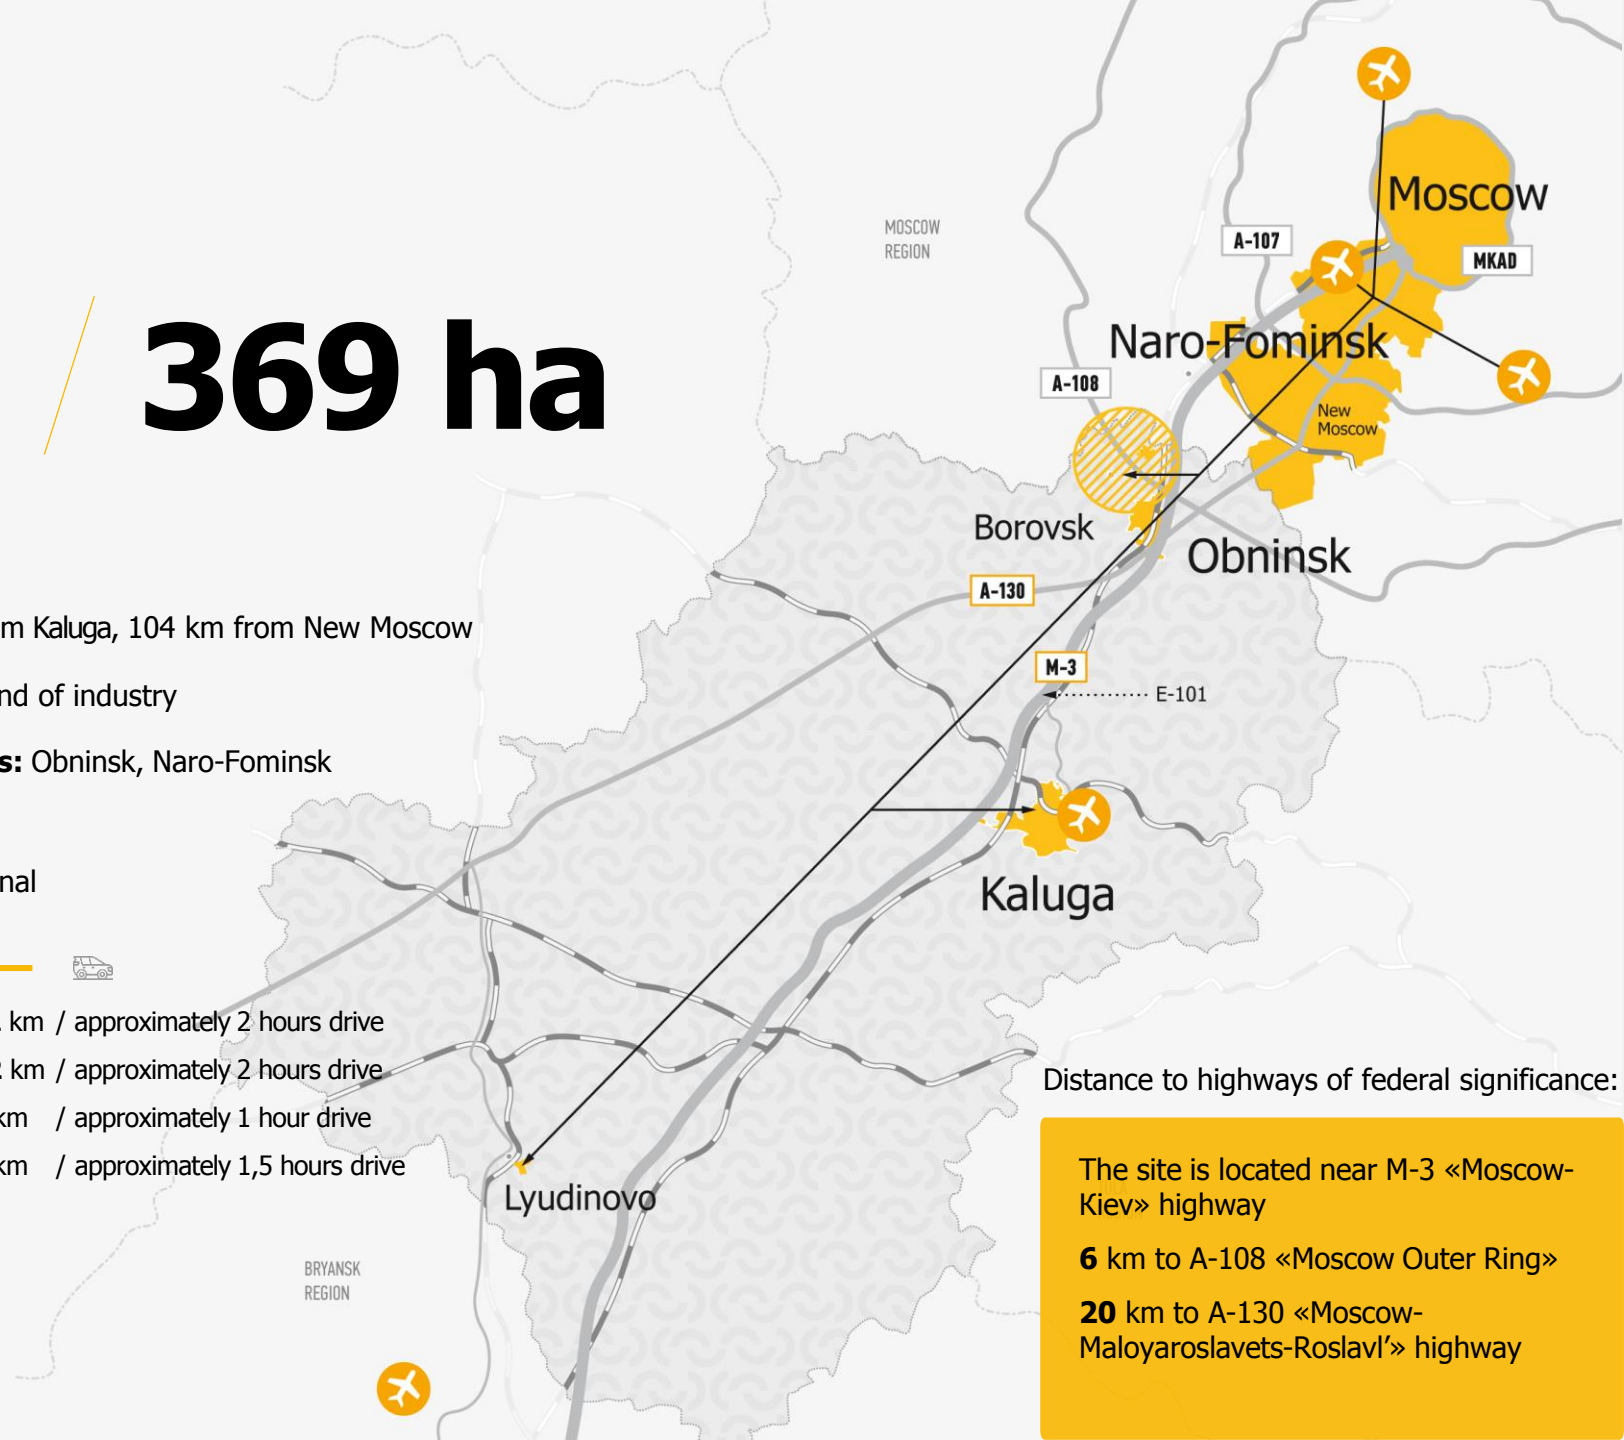 MOSCOW
REGION
Moscow
A-107
MKAD
369 ha
Naro-Fominsk
A-108
New
Moscow
Borovsk
Obninsk
A-130
m Kaluga, 104 km from New Moscow
M-3
E-101
nd of industry
s: Obninsk, Naro-Fominsk
nal
Kaluga
km / approximately 2 hours drive
km / approximately 2 hours drive
km / approximately 1 hour drive
km / approximately 1,5 hours drive
Lyudinovo
BRYANSK
REGION
Distance to highways of federal significance:
The site is located near M-3 «Moscow-
Kiev» highway
6 km to A-108 «Moscow Outer Ring»
20 km to A-130 «Moscow-
Maloyaroslavets-Roslavl’» highway